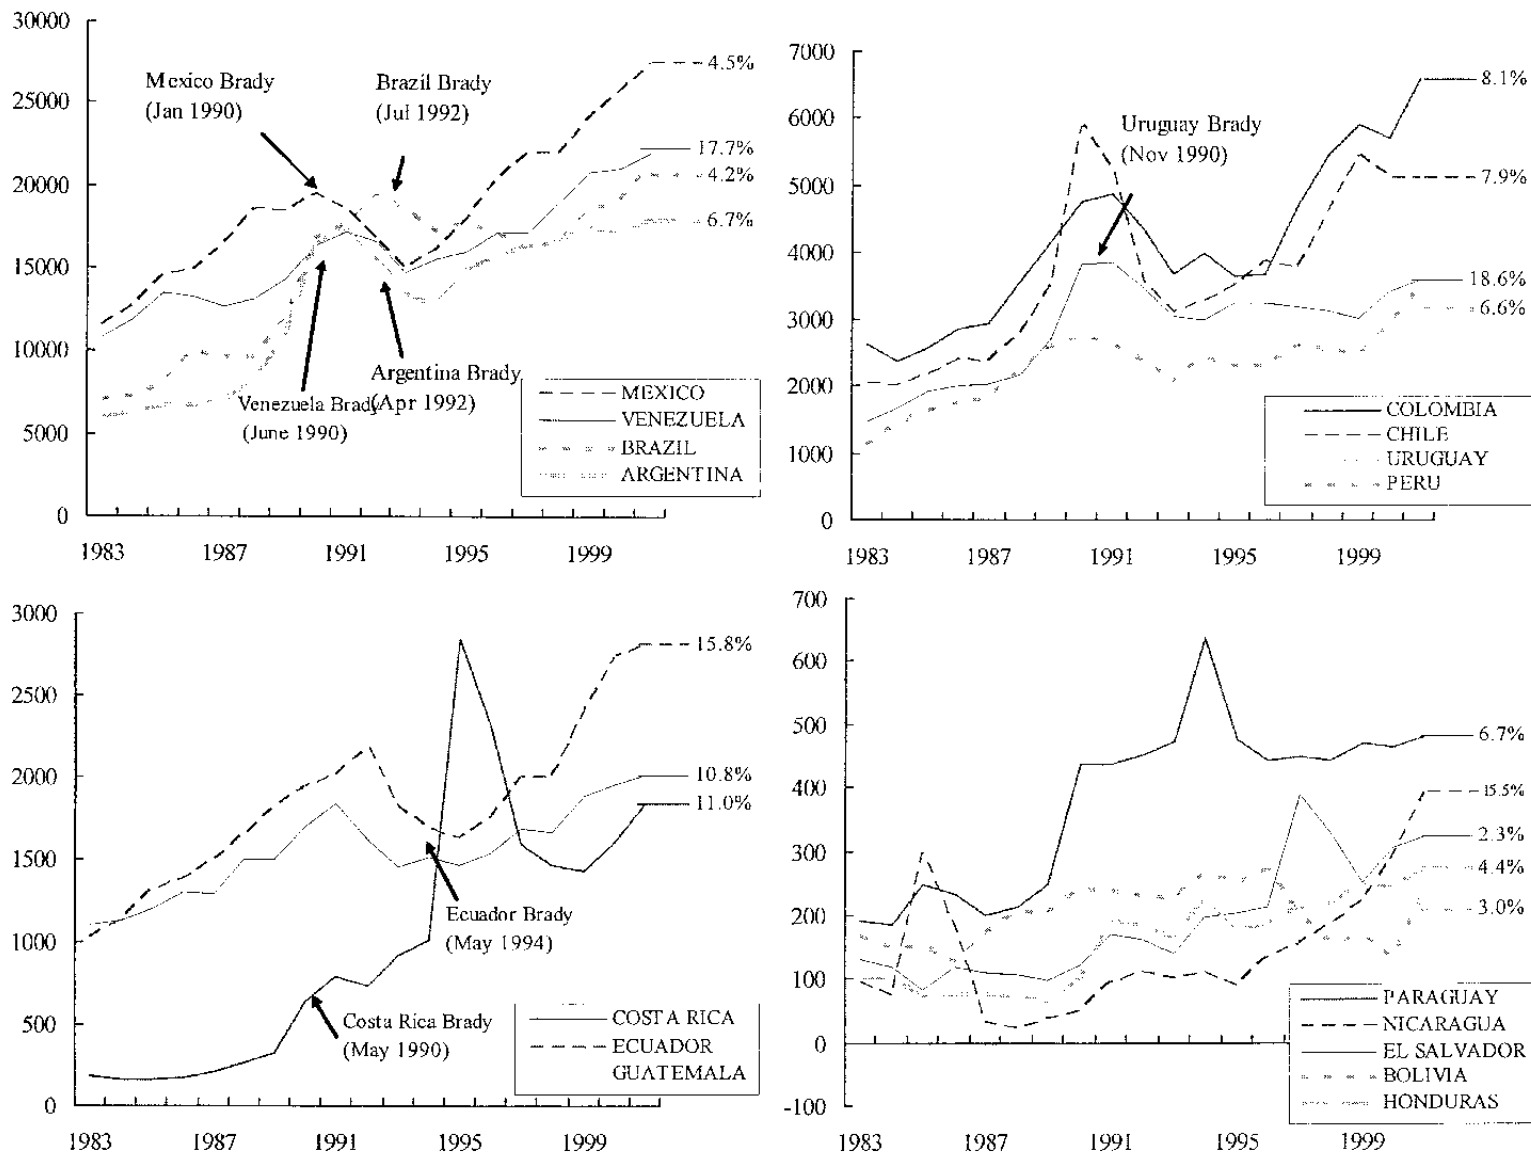 30000
25000
20000
15000
10000
5000
0
Mexico Brady
(Jan 1990)
Brazil Brady
(Jul 1992)
4.5%
17.7%
4.2%
6.7%
Argentina Brady
(Apr 1992)
Venezuela Brady
(June 1990)
MEXICO
VENEZUELA
BRAZIL
ARGENTINA
1983
1987
1991
1995
1999
7000
6000
5000
4000
3000
2000
1000
0
Uruguay Brady
(Nov 1990)
8.1%
7.9%
18.6%
6.6%
COLOMBIA
CHILE
URUGUAY
PERU
1983
1987
1991
1995
1999
3000
2500
2000
1500
1000
500
0
15.8%
10.8%
11.0%
Ecuador Brady
(May 1994)
Costa Rica Brady
(May 1990)
COSTA RICA
ECUADOR
GUATEMALA
1983
1987
1991
1995
1999
700
600
500
400
300
200
100
0
-100
6.7%
15.5%
2.3%
4.4%
3.0%
PARAGUAY
NICARAGUA
EL SALVADOR
BOLIVIA
HONDURAS
1983
1987
1991
1995
1999